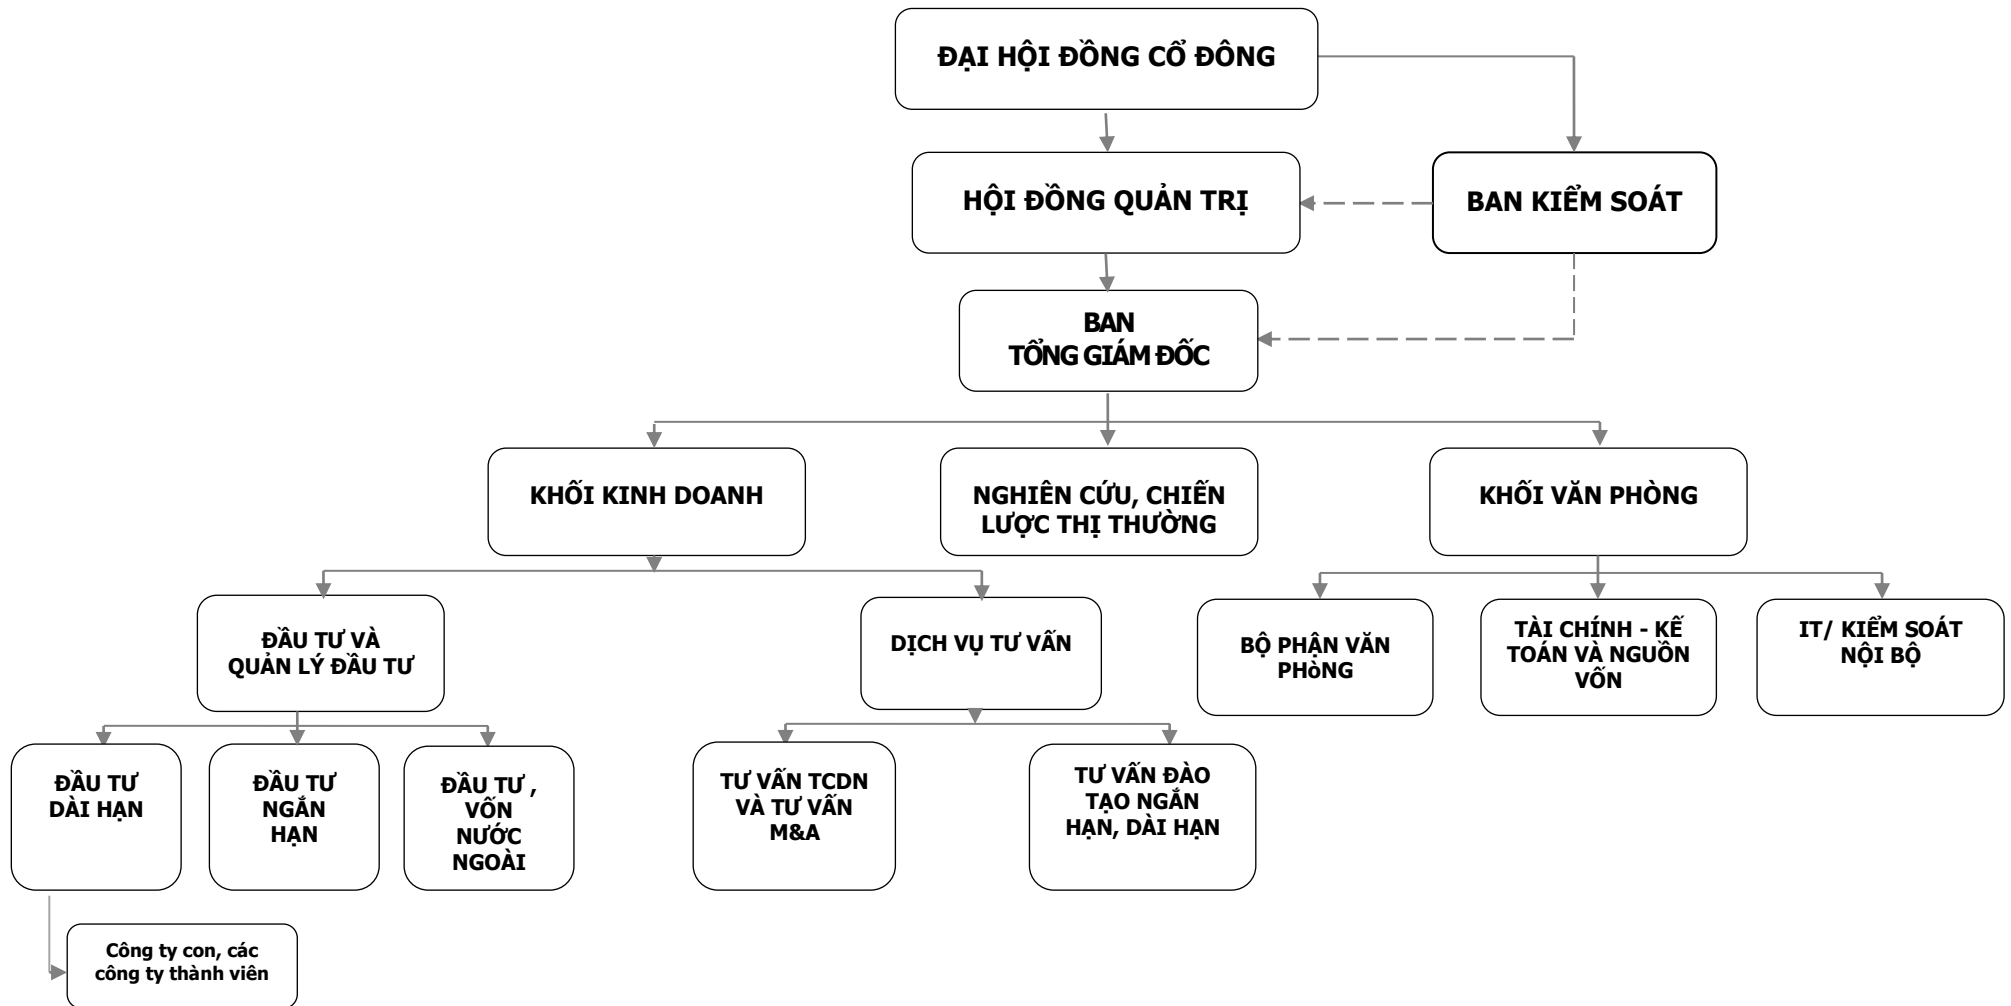 ĐẠI HỘI ĐỒNG CỔ ĐÔNG
HỘI ĐỒNG QUẢN TRỊ
BAN KIỂM SOÁT
BAN
TỔNG GIÁM ĐỐC
KHỐI KINH DOANH
NGHIÊN CỨU, CHIẾN
LƯỢC THỊ THƯỜNG
KHỐI VĂN PHÒNG
ĐẦU TƯ VÀ
QUẢN LÝ ĐẦU TƯ
DỊCH VỤ TƯ VẤN
BỘ PHẬN VĂN
PHòNG
TÀI CHÍNH - KẾ
TOÁN VÀ NGUỒN
VỐN
IT/ KIỂM SOÁT
NỘI BỘ
ĐẦU TƯ
DÀI HẠN
ĐẦU TƯ
NGẮN
HẠN
ĐẦU TƯ ,
VỐN
NƯỚC
NGOÀI
TƯ VẤN TCDN
VÀ TƯ VẤN
M&A
TƯ VẤN ĐÀO
TẠO NGẮN
HẠN, DÀI HẠN
Công ty con, các
công ty thành viên